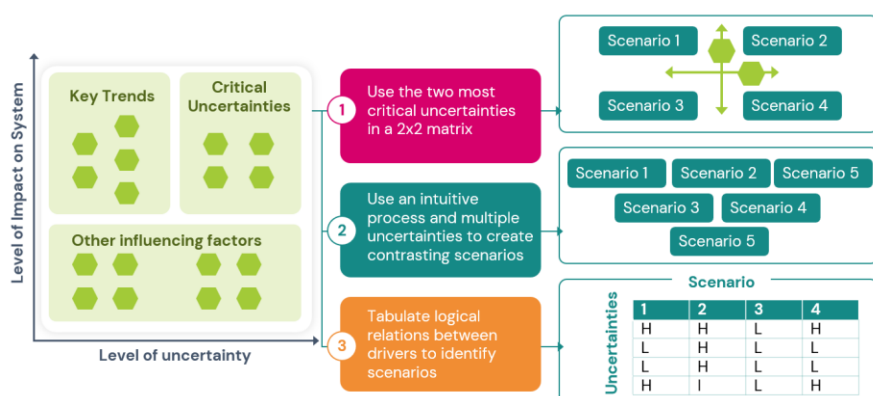 Level of Impact on System
Key Trends
Critical
Uncertainties
Other influencing factors
Level of uncertainty
1
Use the two most
critical uncertainties
in a 2x2 matrix
2
Use an intuitive
process and multiple
uncertainties to create
contrasting scenarios
3
Tabulate logical
relations between
drivers to identify
scenarios
Scenario 1
Scenario 2
Scenario 3
Scenario 4
Scenario 1
Scenario 2
Scenario 5
Scenario 3
Scenario 4
Scenario 5
Scenario
Uncertainties
1 2 3 4
H H L H
L H L L
L H L L
H I L H